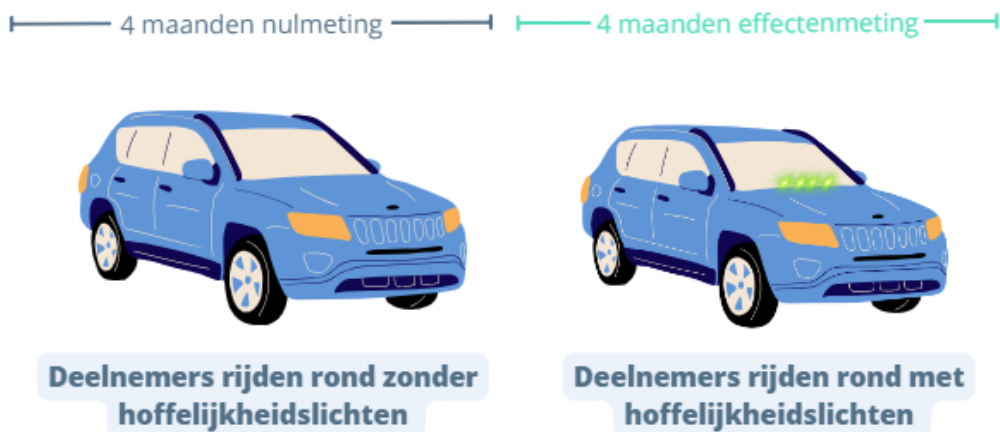 4 maanden nulmeting
4 maanden effectenmeting
Deelnemers rijden rond zonder
hoffelijkheidslichten
Deelnemers rijden rond met
hoffelijkheidslichten